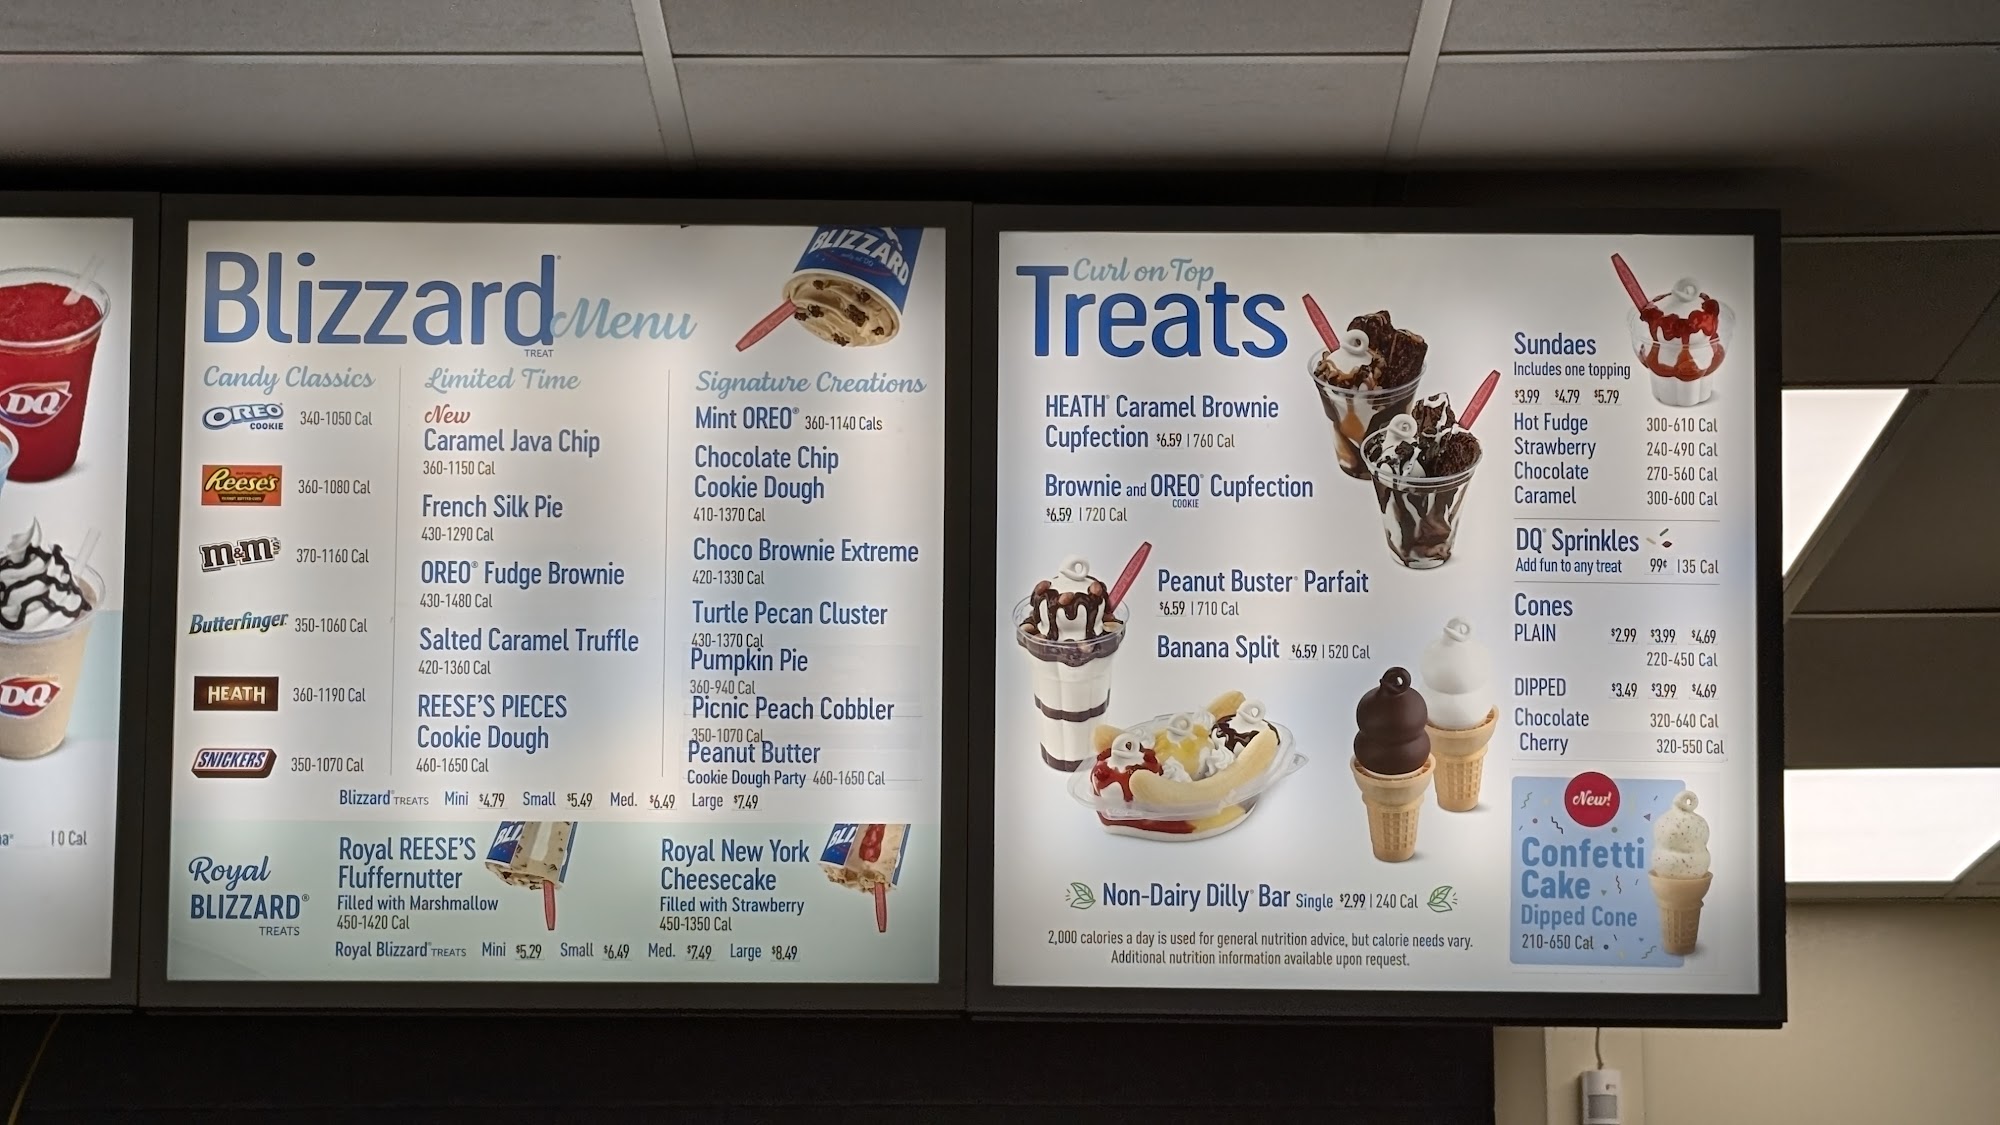 DQ
DQ
10 Cal
Blizzard® Menu
TREAT
BLIZZARD
Candy Classics
OREO
COOKIE
340-1050 Cal
Reese's
360-1080 Cal
m&m's
370-1160 Cal
Butterfinger
350-1060 Cal
HEATH
360-1190 Cal
SNICKERS
350-1070 Cal
Limited Time
New
Caramel Java Chip
360-1150 Cal
French Silk Pie
430-1290 Cal
OREO® Fudge Brownie
430-1480 Cal
Salted Caramel Truffle
420-1360 Cal
REESE'S PIECES
Cookie Dough
460-1650 Cal
Signature Creations
Mint OREO® 360-1140 Cals
Chocolate Chip
Cookie Dough
410-1370 Cal
Choco Brownie Extreme
420-1330 Cal
Turtle Pecan Cluster
430-1370 Cal
Pumpkin Pie
360-940 Cal
Picnic Peach Cobbler
350-1070 Cal
Peanut Butter
Cookie Dough Party 460-1650 Cal
Blizzard® TREATS Mini $4.79 Small $5.49 Med. $6.49 Large $7.49
Royal
BLIZZARD®
TREATS
Royal REESE'S
Fluffernutter
Filled with Marshmallow
450-1420 Cal
Royal New York
Cheesecake
Filled with Strawberry
450-1350 Cal
Royal Blizzard® TREATS Mini $5.29 Small $6.49 Med. $7.49 Large $8.49
Curl on Top
Treats
HEATH® Caramel Brownie
Cupfection $6.59 | 760 Cal
Brownie and OREO® Cupfection
COOKIE
$6.59 | 720 Cal
Peanut Buster® Parfait
$6.59 | 710 Cal
Banana Split $6.59 | 520 Cal
Non-Dairy Dilly® Bar Single $2.99 | 240 Cal
2,000 calories a day is used for general nutrition advice, but calorie needs vary.
Additional nutrition information available upon request.
Sundaes
Includes one topping
$3.99 $4.79 $5.79
Hot Fudge 300-610 Cal
Strawberry 240-490 Cal
Chocolate 270-560 Cal
Caramel 300-600 Cal
DQ® Sprinkles
Add fun to any treat 99¢ | 35 Cal
Cones
PLAIN $2.99 $3.99 $4.69
220-450 Cal
DIPPED $3.49 $3.99 $4.69
Chocolate 320-640 Cal
Cherry 320-550 Cal
New!
Confetti
Cake
Dipped Cone
210-650 Cal